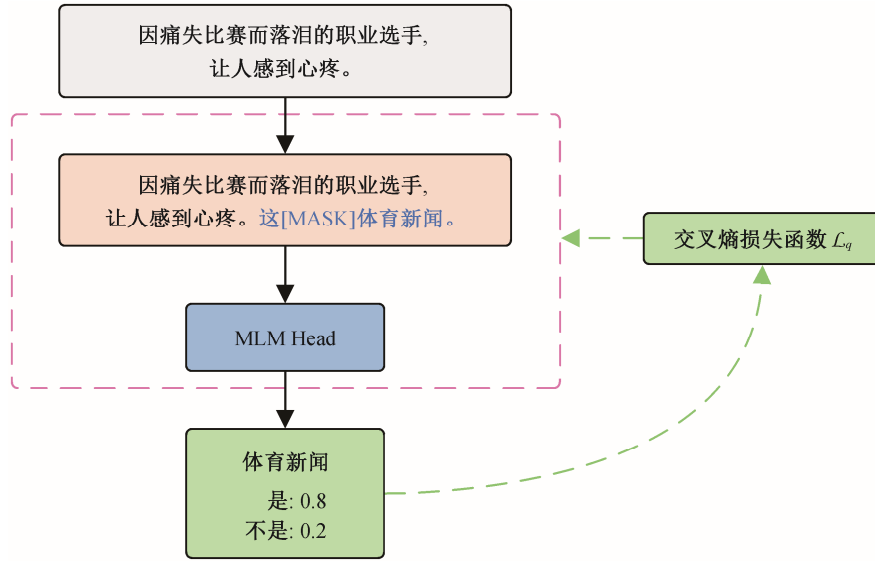 因痛失比赛而落泪的职业选手,
让人感到心疼。
因痛失比赛而落泪的职业选手,
让人感到心疼。这[MASK]体育新闻。
交叉熵损失函数 ℒq
MLM Head
体育新闻
是: 0.8
不是: 0.2